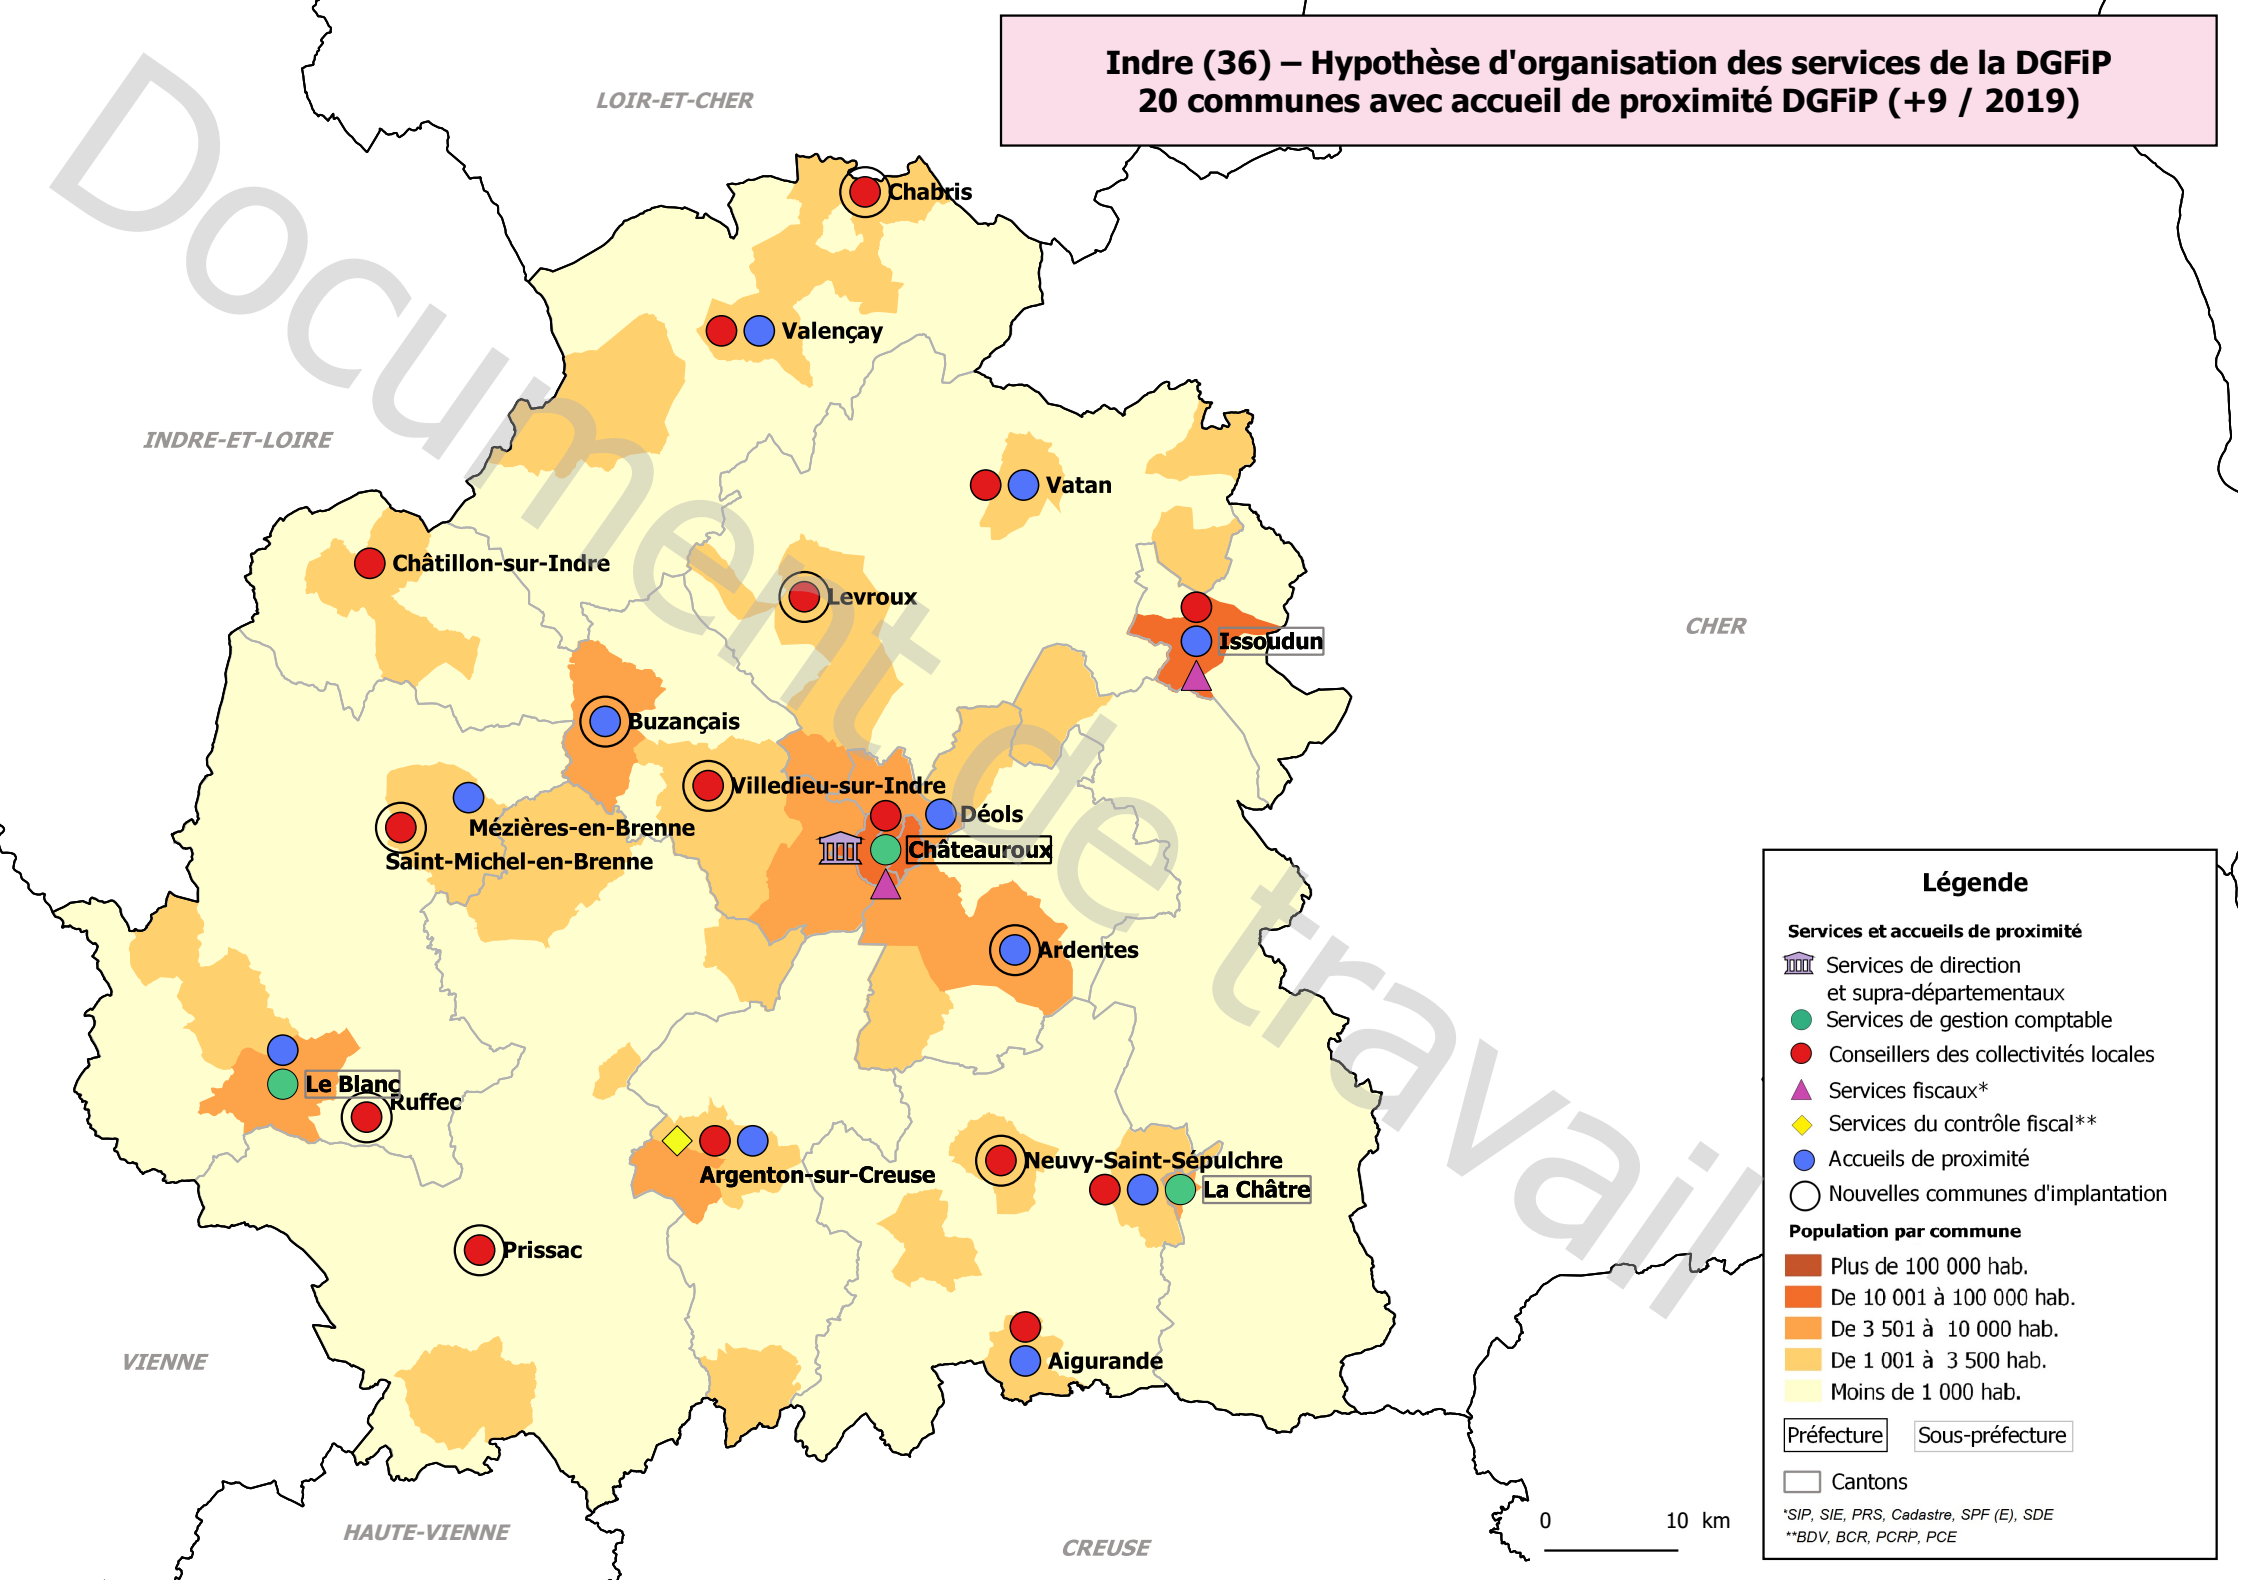 Indre (36) – Hypothèse d'organisation des services de la DGFiP
20 communes avec accueil de proximité DGFiP (+9 / 2019)
Document de travail
LOIR-ET-CHER
Chabris
Valençay
INDRE-ET-LOIRE
Vatan
Châtillon-sur-Indre
Levroux
CHER
Issoudun
Buzançais
Villedieu-sur-Indre
Déols
Mézières-en-Brenne
Châteauroux
Saint-Michel-en-Brenne
Ardentes
Le Blanc
Ruffec
Argenton-sur-Creuse
Neuvy-Saint-Sépulchre
La Châtre
Prissac
VIENNE
Aigurande
HAUTE-VIENNE
CREUSE
0 10 km
Légende
Services et accueils de proximité
Services de direction
et supra-départementaux
Services de gestion comptable
Conseillers des collectivités locales
Services fiscaux*
Services du contrôle fiscal**
Accueils de proximité
Nouvelles communes d'implantation
Population par commune
Plus de 100 000 hab.
De 10 001 à 100 000 hab.
De 3 501 à 10 000 hab.
De 1 001 à 3 500 hab.
Moins de 1 000 hab.
Préfecture Sous-préfecture
Cantons
*SIP, SIE, PRS, Cadastre, SPF (E), SDE
**BDV, BCR, PCRP, PCE